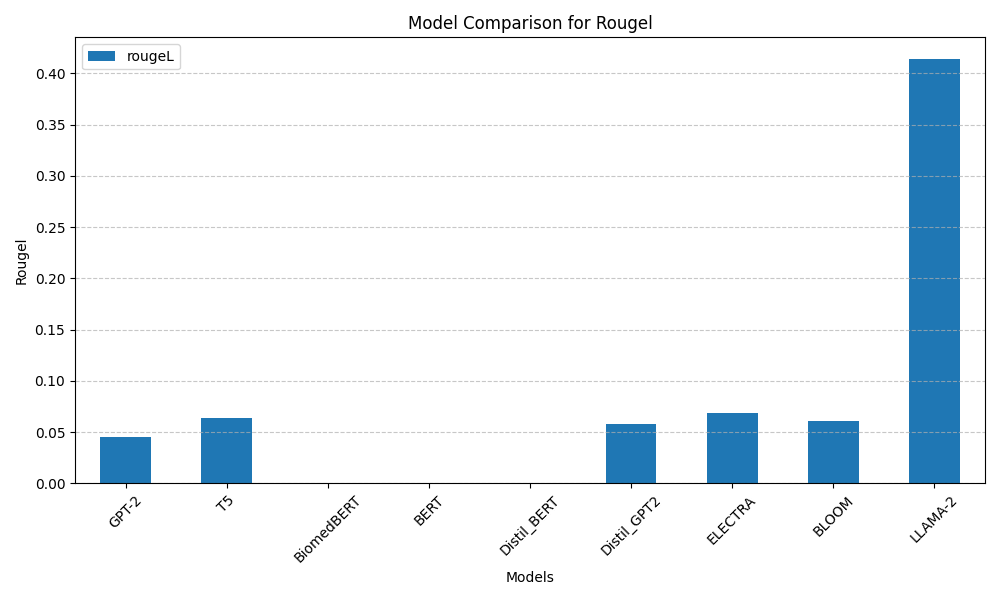 Model Comparison for Rougel
rougeL
Rougel
0.40
0.35
0.30
0.25
0.20
0.15
0.10
0.05
0.00
GPT-2
T5
BiomedBERT
BERT
Distil_BERT
Distil_GPT2
ELECTRA
BLOOM
LLAMA-2
Models